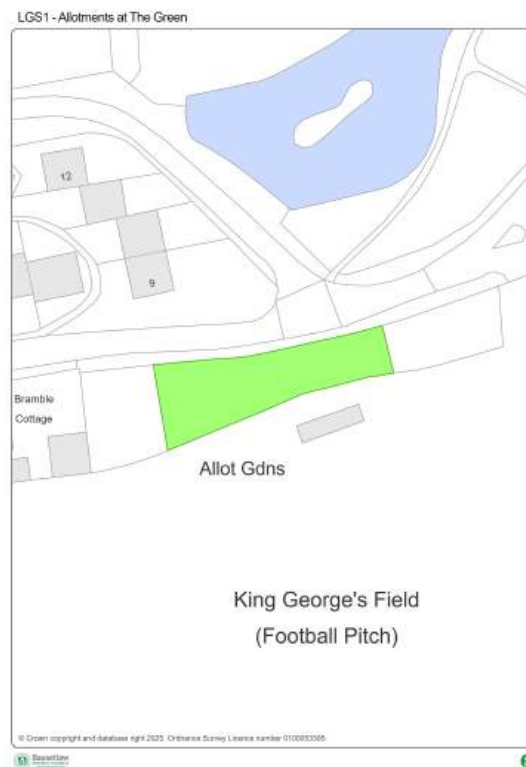 LGS1 - Allotments at The Green
12
9
Bramble
Cottage
Allot Gdns
King George's Field
(Football Pitch)
© Crown copyright and database right 2025. Ordnance Survey Licence number
Bassetlaw